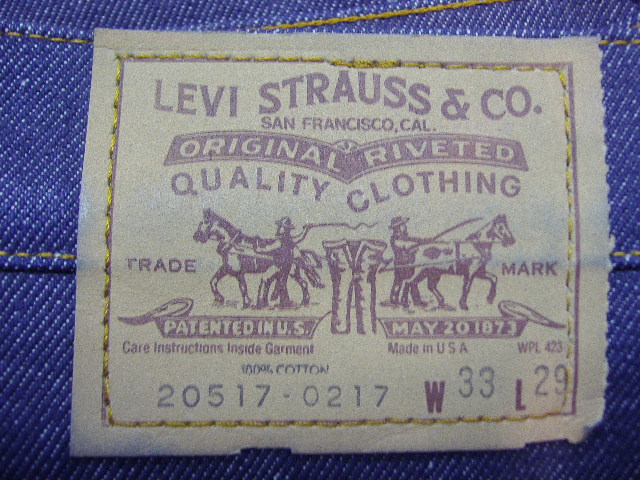 LEVI STRAUSS & CO.
SAN FRANCISCO, CAL.
ORIGINAL RIVETED
QUALITY CLOTHING
TRADE MARK
PATENTED IN U.S. MAY 20 1873
Care Instructions Inside Garment Made in U S A WPL 423
100% COTTON
20517-0217 W 33 L 29